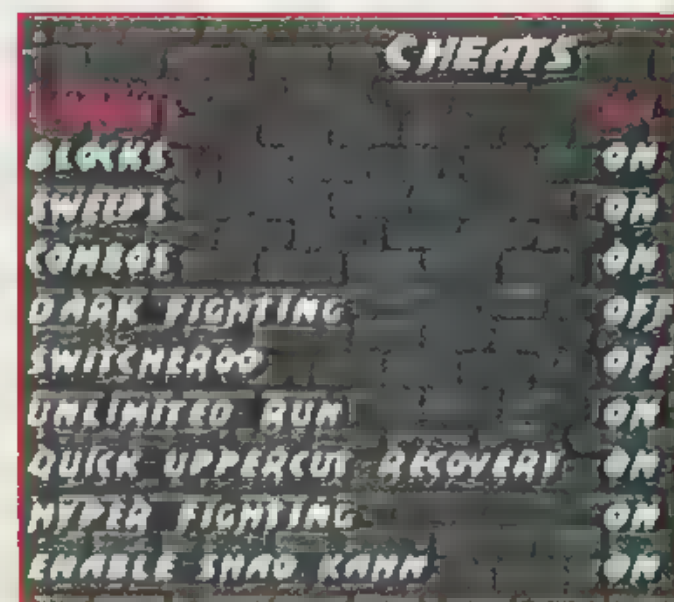 CHEATS
BLOCKS ON
SWEEPS ON
COMBOS ON
DARK FIGHTING OFF
SWITCHEROO OFF
UNLIMITED RUN ON
QUICK UPPERCUT RECOVERY ON
HYPER FIGHTING ON
ENABLE SHAO KAHN ON